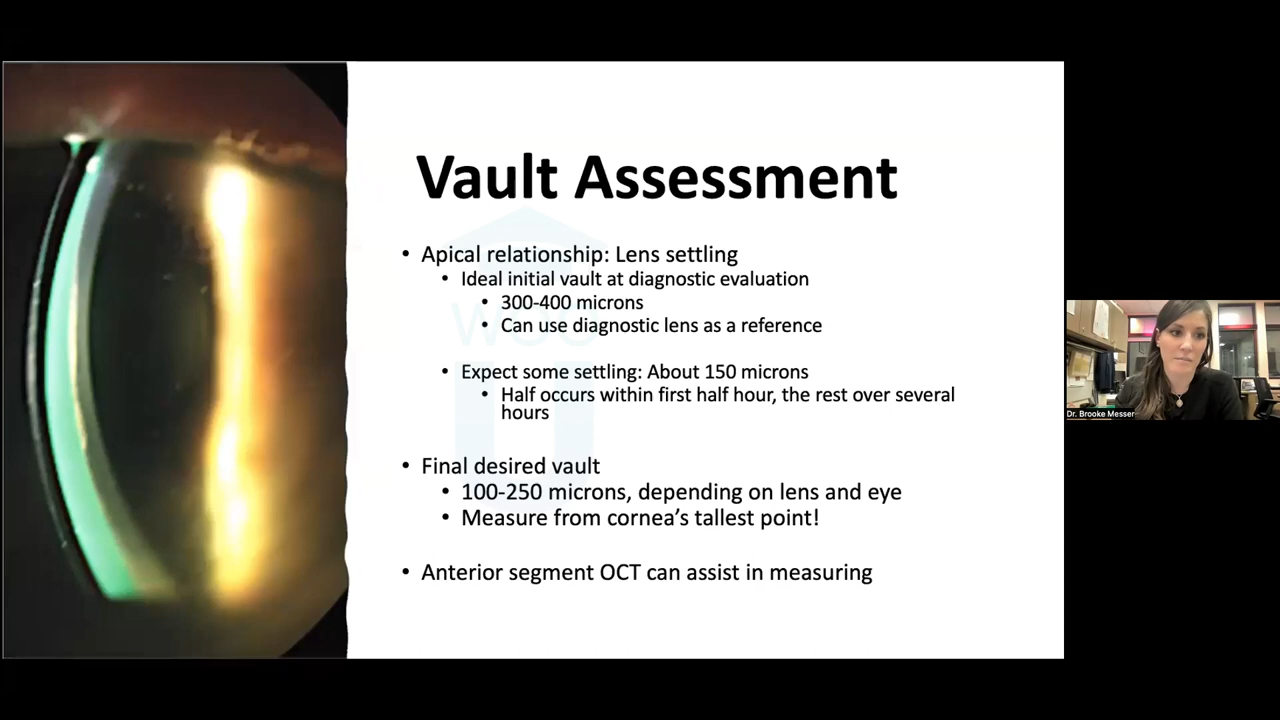 Vault Assessment
• Apical relationship: Lens settling
• Ideal initial vault at diagnostic evaluation
• 300-400 microns
• Can use diagnostic lens as a reference
• Expect some settling: About 150 microns
• Half occurs within first half hour, the rest over several
hours
• Final desired vault
• 100-250 microns, depending on lens and eye
• Measure from cornea’s tallest point!
• Anterior segment OCT can assist in measuring
Dr. Brooke Messer